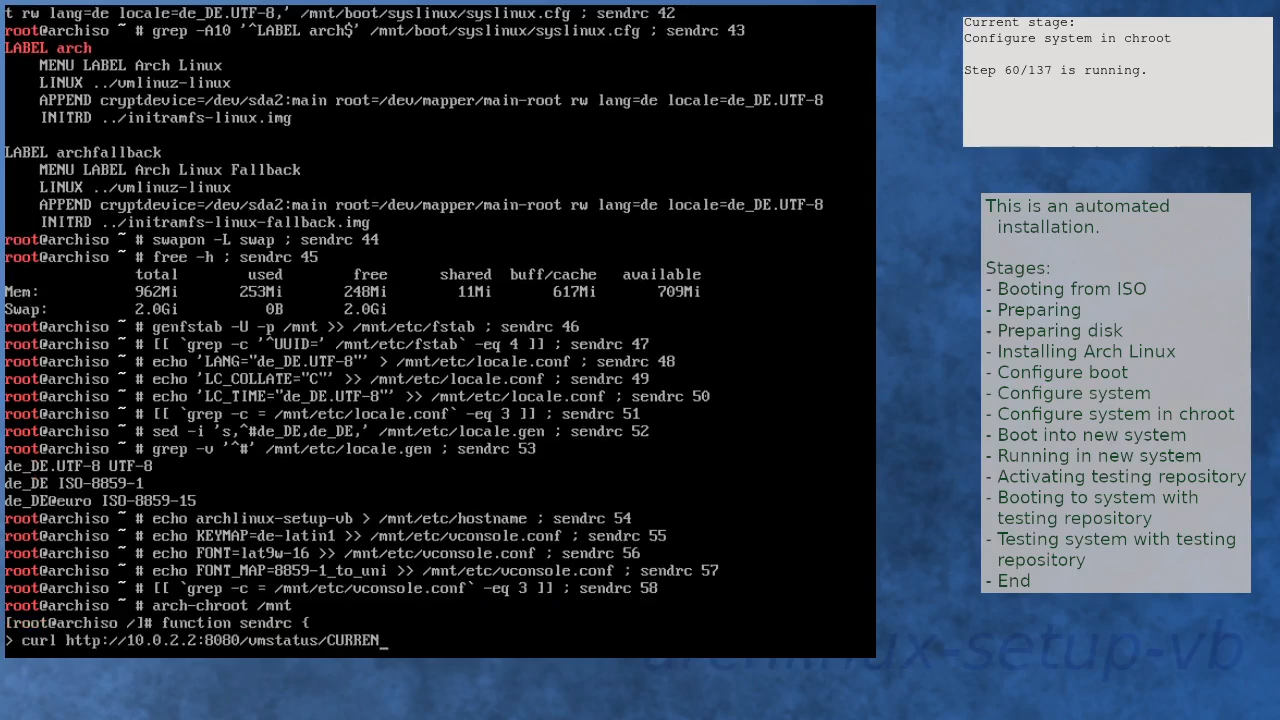 t rw lang=de locale=de_DE.UTF-8,' /mnt/boot/syslinux/syslinux.cfg ; sendrc 42
root@archiso ~ # grep -A10 '^LABEL arch$' /mnt/boot/syslinux/syslinux.cfg ; sendrc 43
LABEL arch
    MENU LABEL Arch Linux
    LINUX ../vmlinuz-linux
    APPEND cryptdevice=/dev/sda2:main root=/dev/mapper/main-root rw lang=de locale=de_DE.UTF-8
    INITRD ../initramfs-linux.img

LABEL archfallback
    MENU LABEL Arch Linux Fallback
    LINUX ../vmlinuz-linux
    APPEND cryptdevice=/dev/sda2:main root=/dev/mapper/main-root rw lang=de locale=de_DE.UTF-8
    INITRD ../initramfs-linux-fallback.img
root@archiso ~ # swapon -L swap ; sendrc 44
root@archiso ~ # free -h ; sendrc 45
               total        used        free      shared  buff/cache   available
Mem:           962Mi       253Mi       248Mi        11Mi       617Mi       709Mi
Swap:          2.0Gi          0B       2.0Gi
root@archiso ~ # genfstab -U -p /mnt >> /mnt/etc/fstab ; sendrc 46
root@archiso ~ # [[ `grep -c '^UUID=' /mnt/etc/fstab` -eq 4 ]] ; sendrc 47
root@archiso ~ # echo 'LANG="de_DE.UTF-8"' > /mnt/etc/locale.conf ; sendrc 48
root@archiso ~ # echo 'LC_COLLATE="C"' >> /mnt/etc/locale.conf ; sendrc 49
root@archiso ~ # echo 'LC_TIME="de_DE.UTF-8"' >> /mnt/etc/locale.conf ; sendrc 50
root@archiso ~ # [[ `grep -c = /mnt/etc/locale.conf` -eq 3 ]] ; sendrc 51
root@archiso ~ # sed -i 's,^#de_DE,de_DE,' /mnt/etc/locale.gen ; sendrc 52
root@archiso ~ # grep -v '^#' /mnt/etc/locale.gen ; sendrc 53
de_DE.UTF-8 UTF-8
de_DE ISO-8859-1
de_DE@euro ISO-8859-15
root@archiso ~ # echo archlinux-setup-vb > /mnt/etc/hostname ; sendrc 54
root@archiso ~ # echo KEYMAP=de-latin1 >> /mnt/etc/vconsole.conf ; sendrc 55
root@archiso ~ # echo FONT=lat9w-16 >> /mnt/etc/vconsole.conf ; sendrc 56
root@archiso ~ # echo FONT_MAP=8859-1_to_uni >> /mnt/etc/vconsole.conf ; sendrc 57
root@archiso ~ # [[ `grep -c = /mnt/etc/vconsole.conf` -eq 3 ]] ; sendrc 58
root@archiso ~ # arch-chroot /mnt
[root@archiso /]# function sendrc {
> curl http://10.0.2.2:8080/vmstatus/CURREN_
Current stage:
Configure system in chroot

Step 60/137 is running.
This is an automated
installation.

Stages:
- Booting from ISO
- Preparing
- Preparing disk
- Installing Arch Linux
- Configure boot
- Configure system
- Configure system in chroot
- Boot into new system
- Running in new system
- Activating testing repository
- Booting to system with
testing repository
- Testing system with testing
repository
- End
archlinux-setup-vb